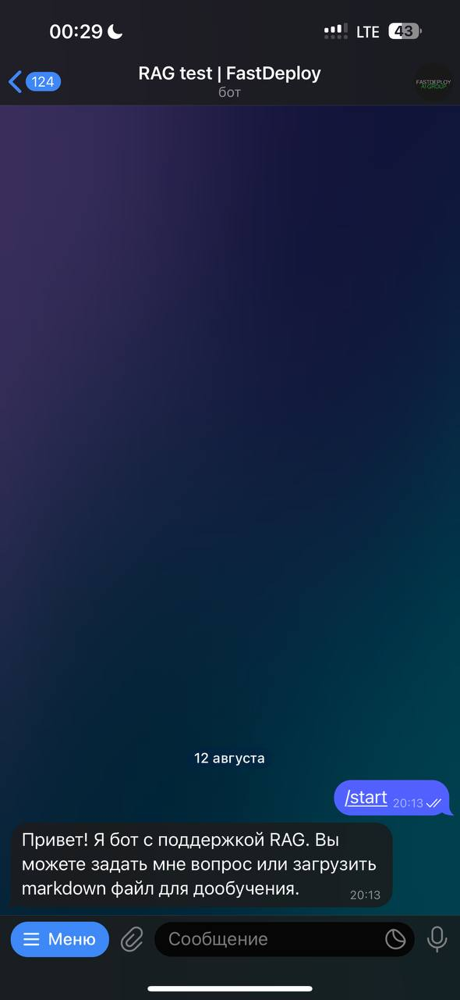 00:29
LTE
43
124
RAG test | FastDeploy
бот
FASTDEPLOY
AI GROUP
12 августа
/start 20:13
Привет! Я бот с поддержкой RAG. Вы
можете задать мне вопрос или загрузить
markdown файл для дообучения. 20:13
Меню
Сообщение